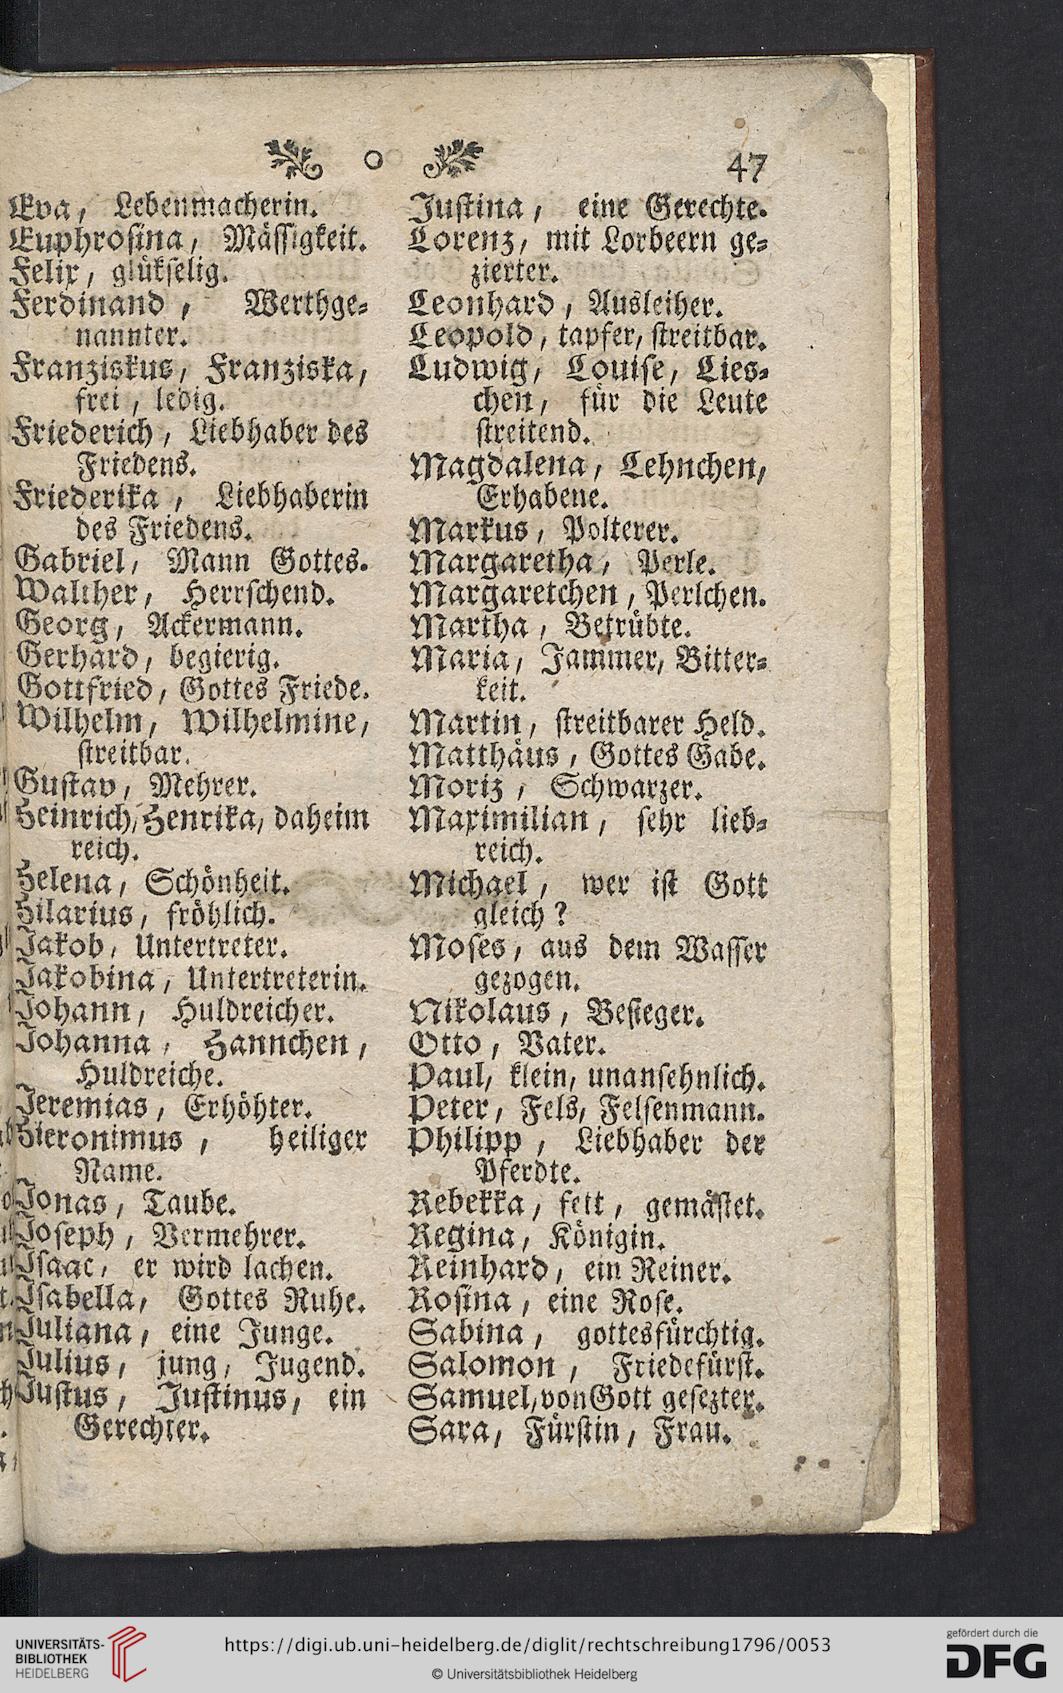 47
Eva, Lebenmacherin.
Euphrosina, Mässigkeit.
Felix, glükselig.
Ferdinand, Werthge-
nannter.
Franziskus, Franziska,
frei, ledig.
Friederich, Liebhaber des
Friedens.
Friederika, Liebhaberin
des Friedens.
Gabriel, Mann Gottes.
Walther, Herrschend.
Georg, Ackermann.
Gerhard, begierig.
Gottfried, Gottes Friede.
Wilhelm, Wilhelmine,
streitbar.
Gustav, Mehrer.
Heinrich, Henrika, daheim
reich.
Helena, Schönheit.
Hilarius, fröhlich.
Jakob, Untertreter.
Jakobina, Untertreterin.
Johann, Huldreicher.
Johanna, Hannchen,
Huldreiche.
Jeremias, Erhöhter.
Hieronimus, heiliger
Name.
Jonas, Taube.
Joseph, Vermehrer.
Isaac, er wird lachen.
Isabella, Gottes Ruhe.
Juliana, eine Junge.
Julius, jung, Jugend.
Justus, Justinus, ein
Gerechter.
Justina, eine Gerechte.
Lorenz, mit Lorbeern ge-
zierter.
Leonhard, Ausleiher.
Leopold, tapfer, streitbar.
Ludwig, Louise, Lies-
chen, für die Leute
streitend.
Magdalena, Lehnchen,
Erhabene.
Markus, Polterer.
Margaretha, Perle.
Margaretchen, Perlchen.
Martha, Betrübte.
Maria, Jammer, Bitter-
keit.
Martin, streitbarer Held.
Matthäus, Gottes Gabe.
Moriz, Schwarzer.
Maximilian, sehr lieb-
reich.
Michael, wer ist Gott
gleich?
Moses, aus dem Wasser
gezogen.
Nikolaus, Besieger.
Otto, Vater.
Paul, klein, unansehnlich.
Peter, Fels, Felsenmann.
Philipp, Liebhaber der
Pferdte.
Rebekka, fett, gemästet.
Regina, Königin.
Reinhard, ein Reiner.
Rosina, eine Rose.
Sabina, gottesfürchtig.
Salomon, Friedefürst.
Samuel, von Gott gesezter.
Sara, Fürstin, Frau.
UNIVERSITÄTS-
BIBLIOTHEK
HEIDELBERG
https://digi.ub.uni-heidelberg.de/diglit/rechtschreibung1796/0053
© Universitätsbibliothek Heidelberg
gefördert durch die
DFG